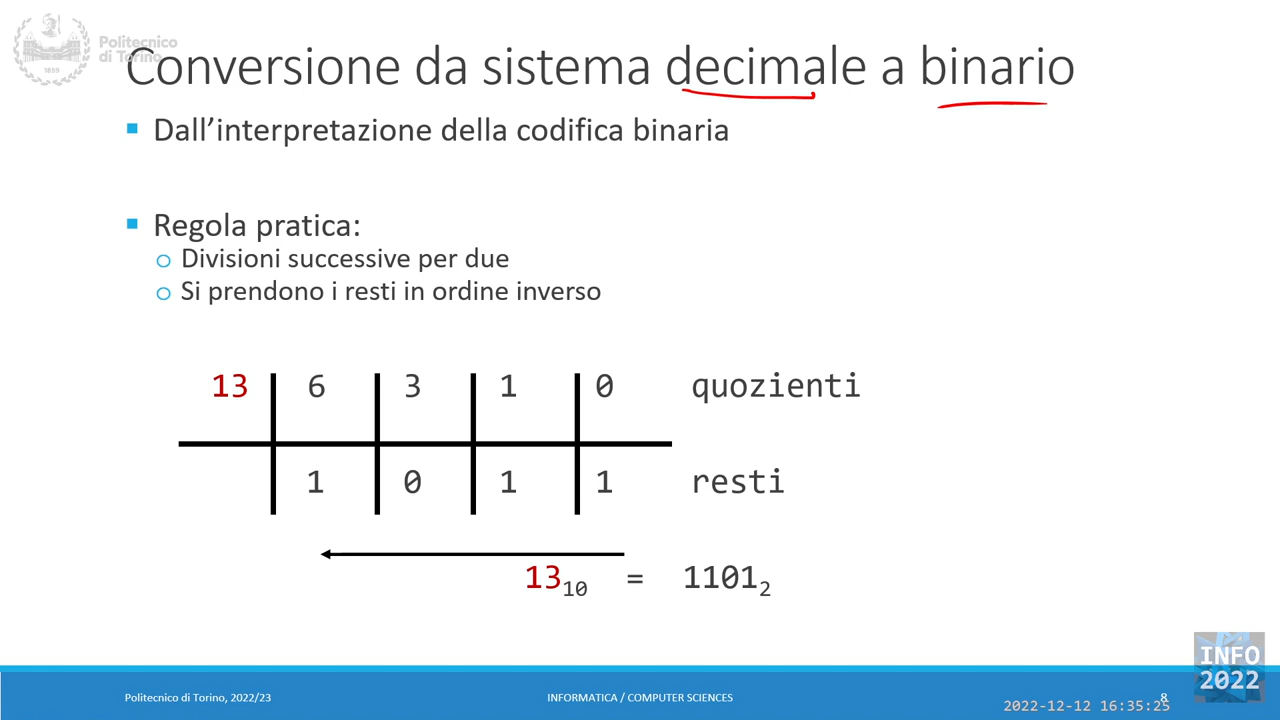 Politecnico
di Torino
1859
Conversione da sistema decimale a binario
Dall'interpretazione della codifica binaria
Regola pratica:
Divisioni successive per due
Si prendono i resti in ordine inverso
13 6 3 1 0 quozienti
1 0 1 1 resti
13₁₀ = 1101₂
INFO
2022
Politecnico di Torino, 2022/23 INFORMATICA / COMPUTER SCIENCES 8
2022-12-12 16:35:25